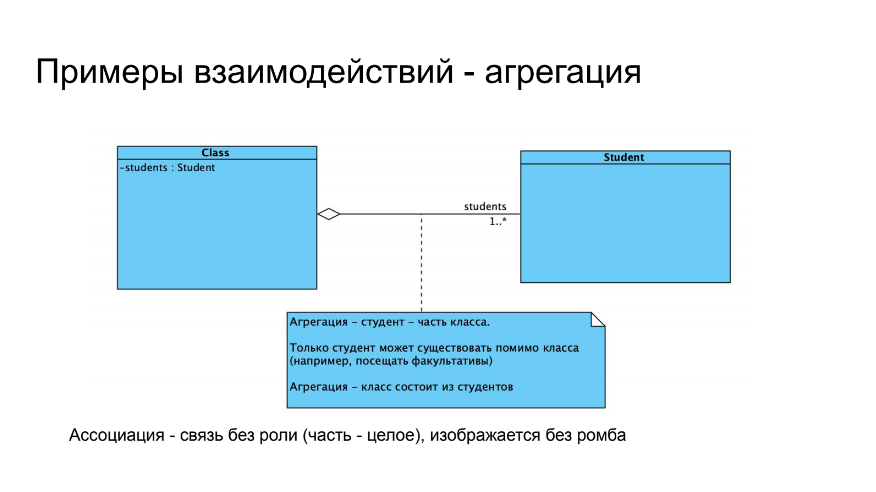 Примеры взаимодействий - агрегация
Class
-students : Student
Student
students
1..*
Агрегация - студент - часть класса.
Только студент может существовать помимо класса
(например, посещать факультативы)
Агрегация - класс состоит из студентов
Ассоциация - связь без роли (часть - целое), изображается без ромба